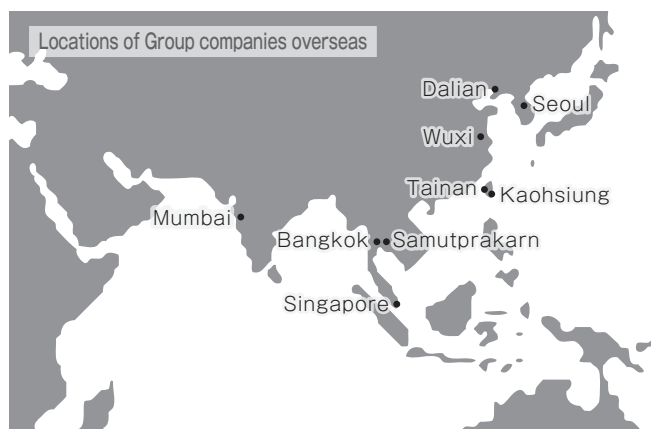 Locations of Group companies overseas
Dalian
Seoul
Wuxi
Tainan
Kaohsiung
Mumbai
Bangkok
Samutprakarn
Singapore